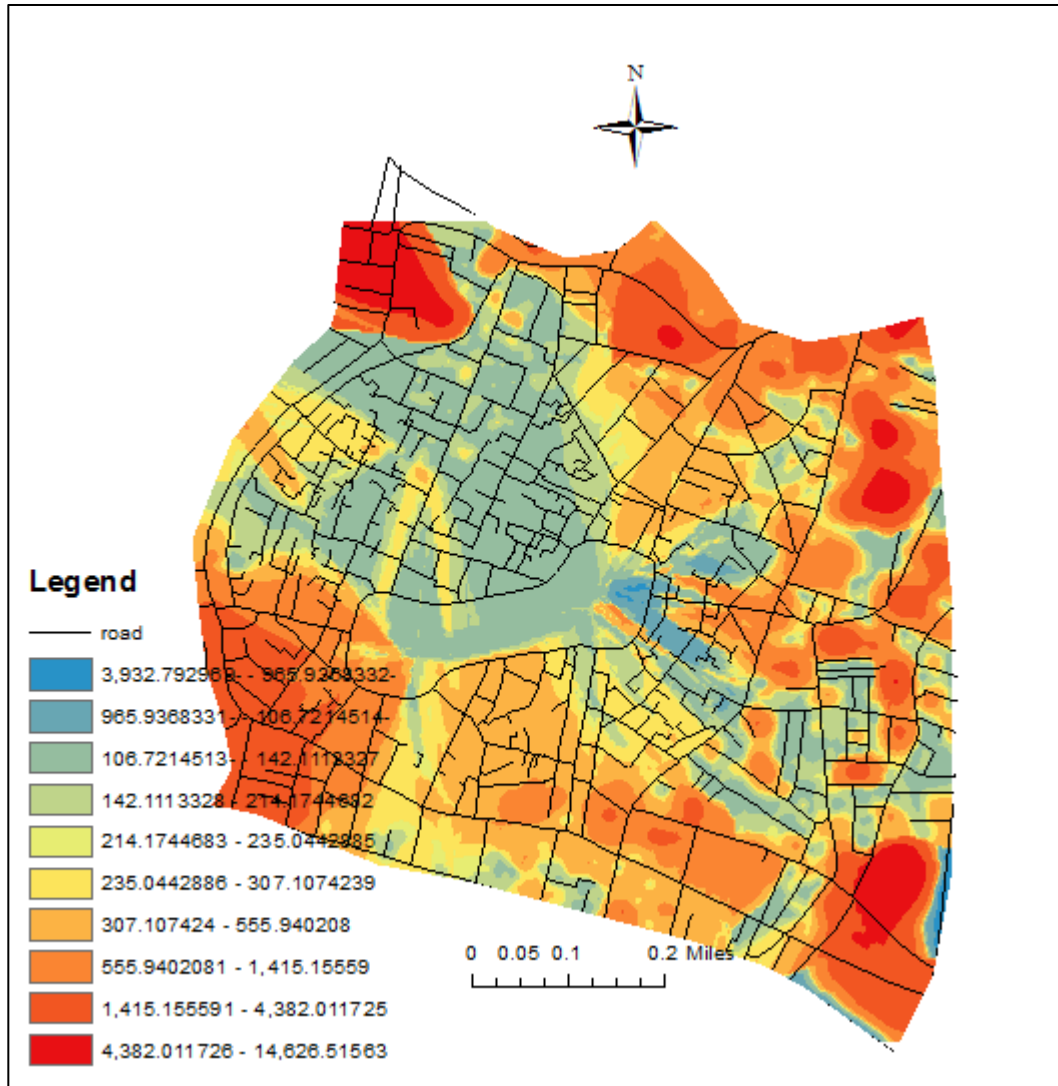 N
Legend
road
3,932.792969- - 965.9368332-
965.9368331- - 106.7214514-
106.7214513- - 142.1113327
142.1113328 - 214.1744682
214.1744683 - 235.0442885
235.0442886 - 307.1074239
307.107424 - 555.940208
555.9402081 - 1,415.15559
1,415.155591 - 4,382.011725
4,382.011726 - 14,626.51563
0 0.05 0.1 0.2 Miles